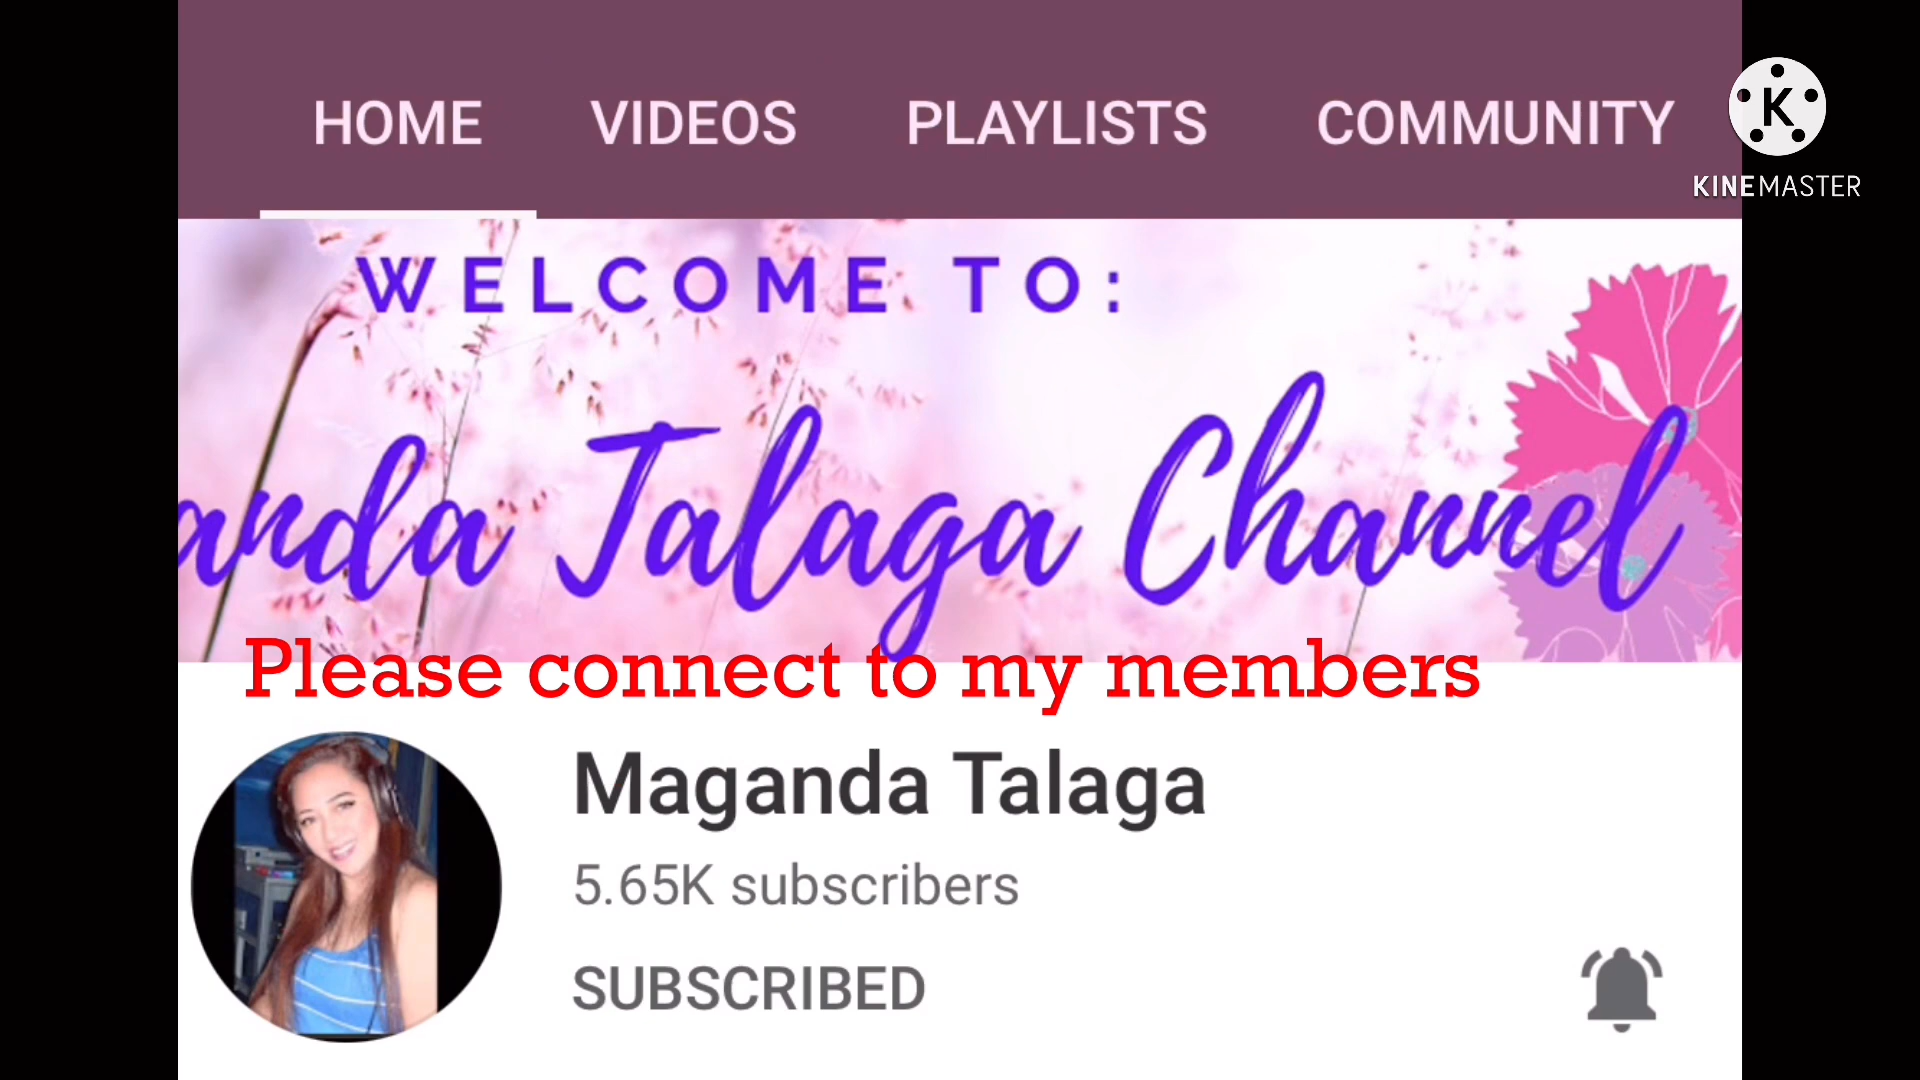 HOME VIDEOS PLAYLISTS COMMUNITY
K
KINEMASTER
WELCOME TO:
anda Talaga Channel
Please connect to my members
Maganda Talaga
5.65K subscribers
SUBSCRIBED